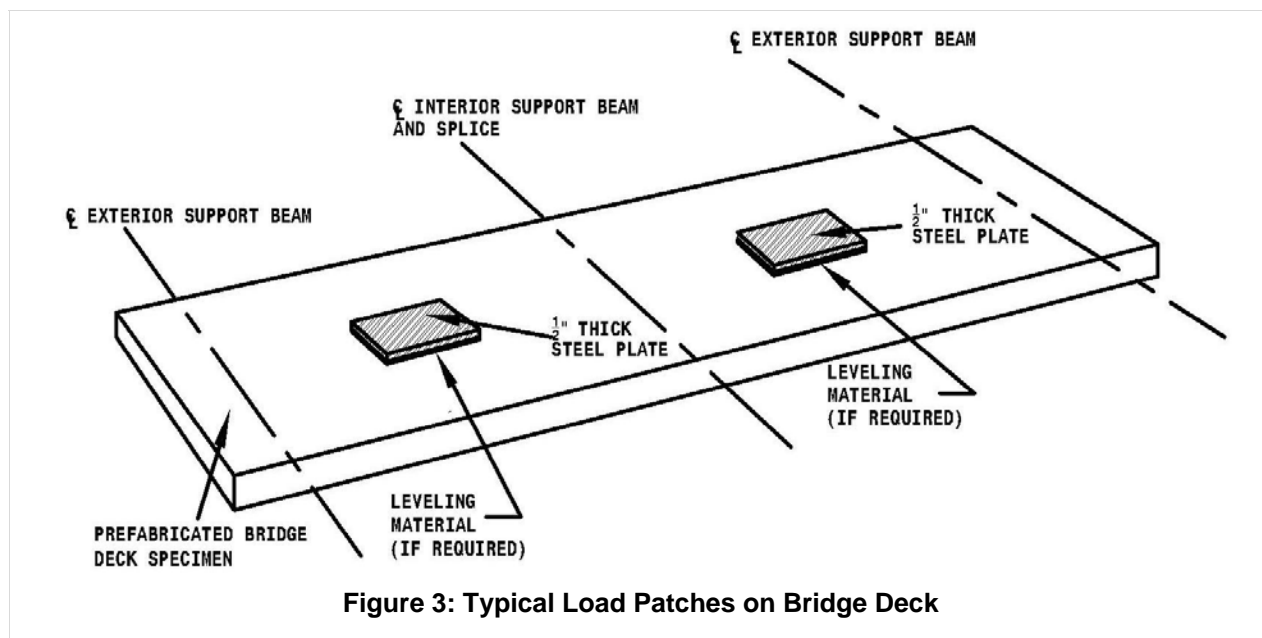 ℄ EXTERIOR SUPPORT BEAM
℄ INTERIOR SUPPORT BEAM
AND SPLICE
℄ EXTERIOR SUPPORT BEAM
½" THICK
STEEL PLATE
½" THICK
STEEL PLATE
LEVELING
MATERIAL
(IF REQUIRED)
LEVELING
MATERIAL
(IF REQUIRED)
PREFABRICATED BRIDGE
DECK SPECIMEN
Figure 3: Typical Load Patches on Bridge Deck